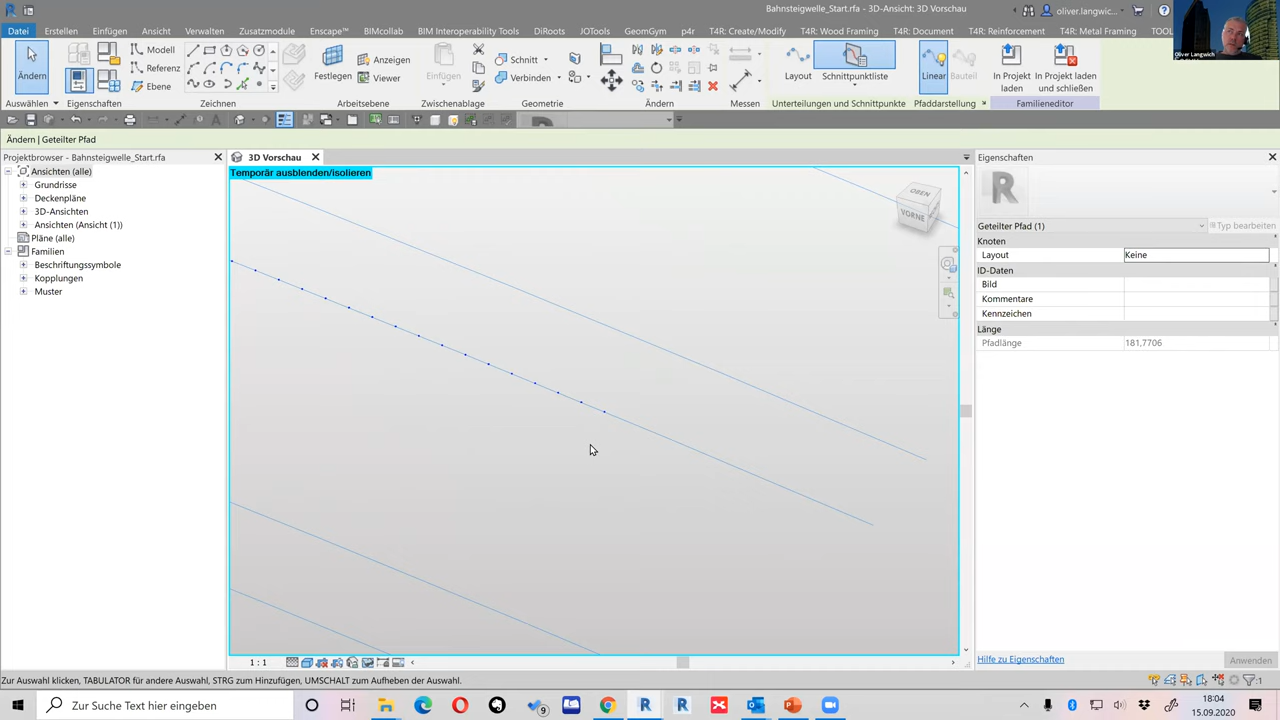 Bahnsteigwelle_Start.rfa - 3D-Ansicht: 3D Vorschau
oliver.langwic...
Datei Erstellen Einfügen Ansicht Verwalten Zusatzmodule Enscape™ BIMcollab BIM Interoperability Tools DiRoots JOTools GeomGym p4r T4R: Create/Modify T4R: Wood Framing T4R: Document T4R: Reinforcement T4R: Metal Framing TOOL
Oliver Langwich
Modell
Referenz
Ebene
Anzeigen
Viewer
Schnitt
Verbinden
Ändern
Festlegen
Einfügen
Layout
Schnittpunktliste
Linear
Bauteil
In Projekt laden
In Projekt laden und schließen
Auswählen Eigenschaften Zeichnen Arbeitsebene Zwischenablage Geometrie Ändern Messen Unterteilungen und Schnittpunkte Pfaddarstellung Familieneditor
Ändern | Geteilter Pfad
Projektbrowser - Bahnsteigwelle_Start.rfa
Ansichten (alle)
Grundrisse
Deckenpläne
3D-Ansichten
Ansichten (Ansicht (1))
Pläne (alle)
Familien
Beschriftungssymbole
Kopplungen
Muster
3D Vorschau
Temporär ausblenden/isolieren
OBEN
VORNE
Eigenschaften
Geteilter Pfad (1)
Typ bearbeiten
Knoten
Layout Keine
ID-Daten
Bild
Kommentare
Kennzeichen
Länge
Pfadlänge 181,7706
Hilfe zu Eigenschaften
Anwenden
1 : 1
Zur Auswahl klicken, TABULATOR für andere Auswahl, STRG zum Hinzufügen, UMSCHALT zum Aufheben der Auswahl.
:1
Zur Suche Text hier eingeben
18:04
15.09.2020